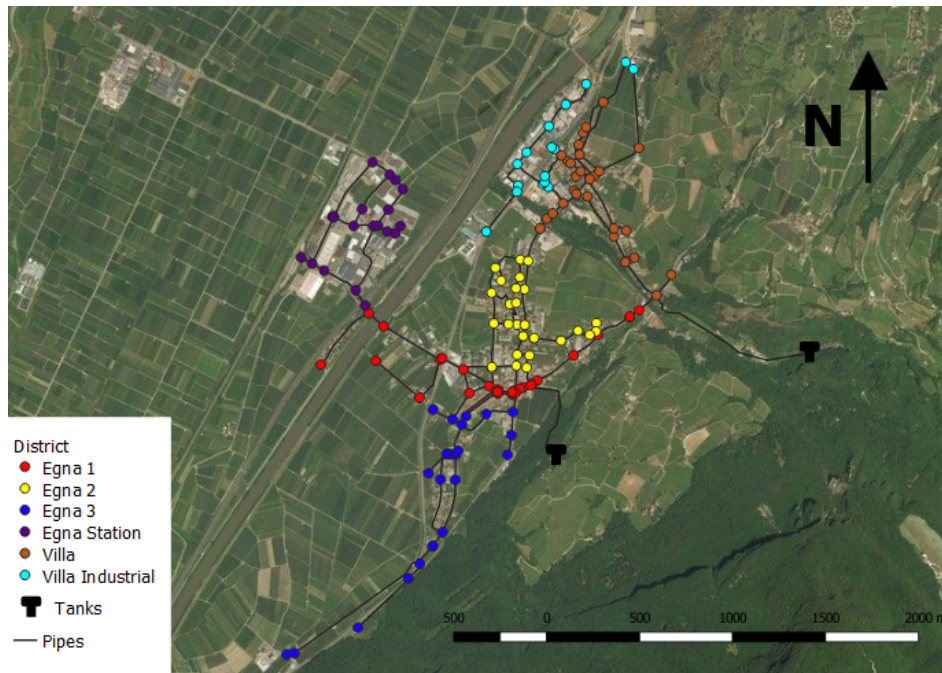 N
District
Egna 1
Egna 2
Egna 3
Egna Station
Villa
Villa Industrial
Tanks
Pipes
500 0 500 1000 1500 2000 m